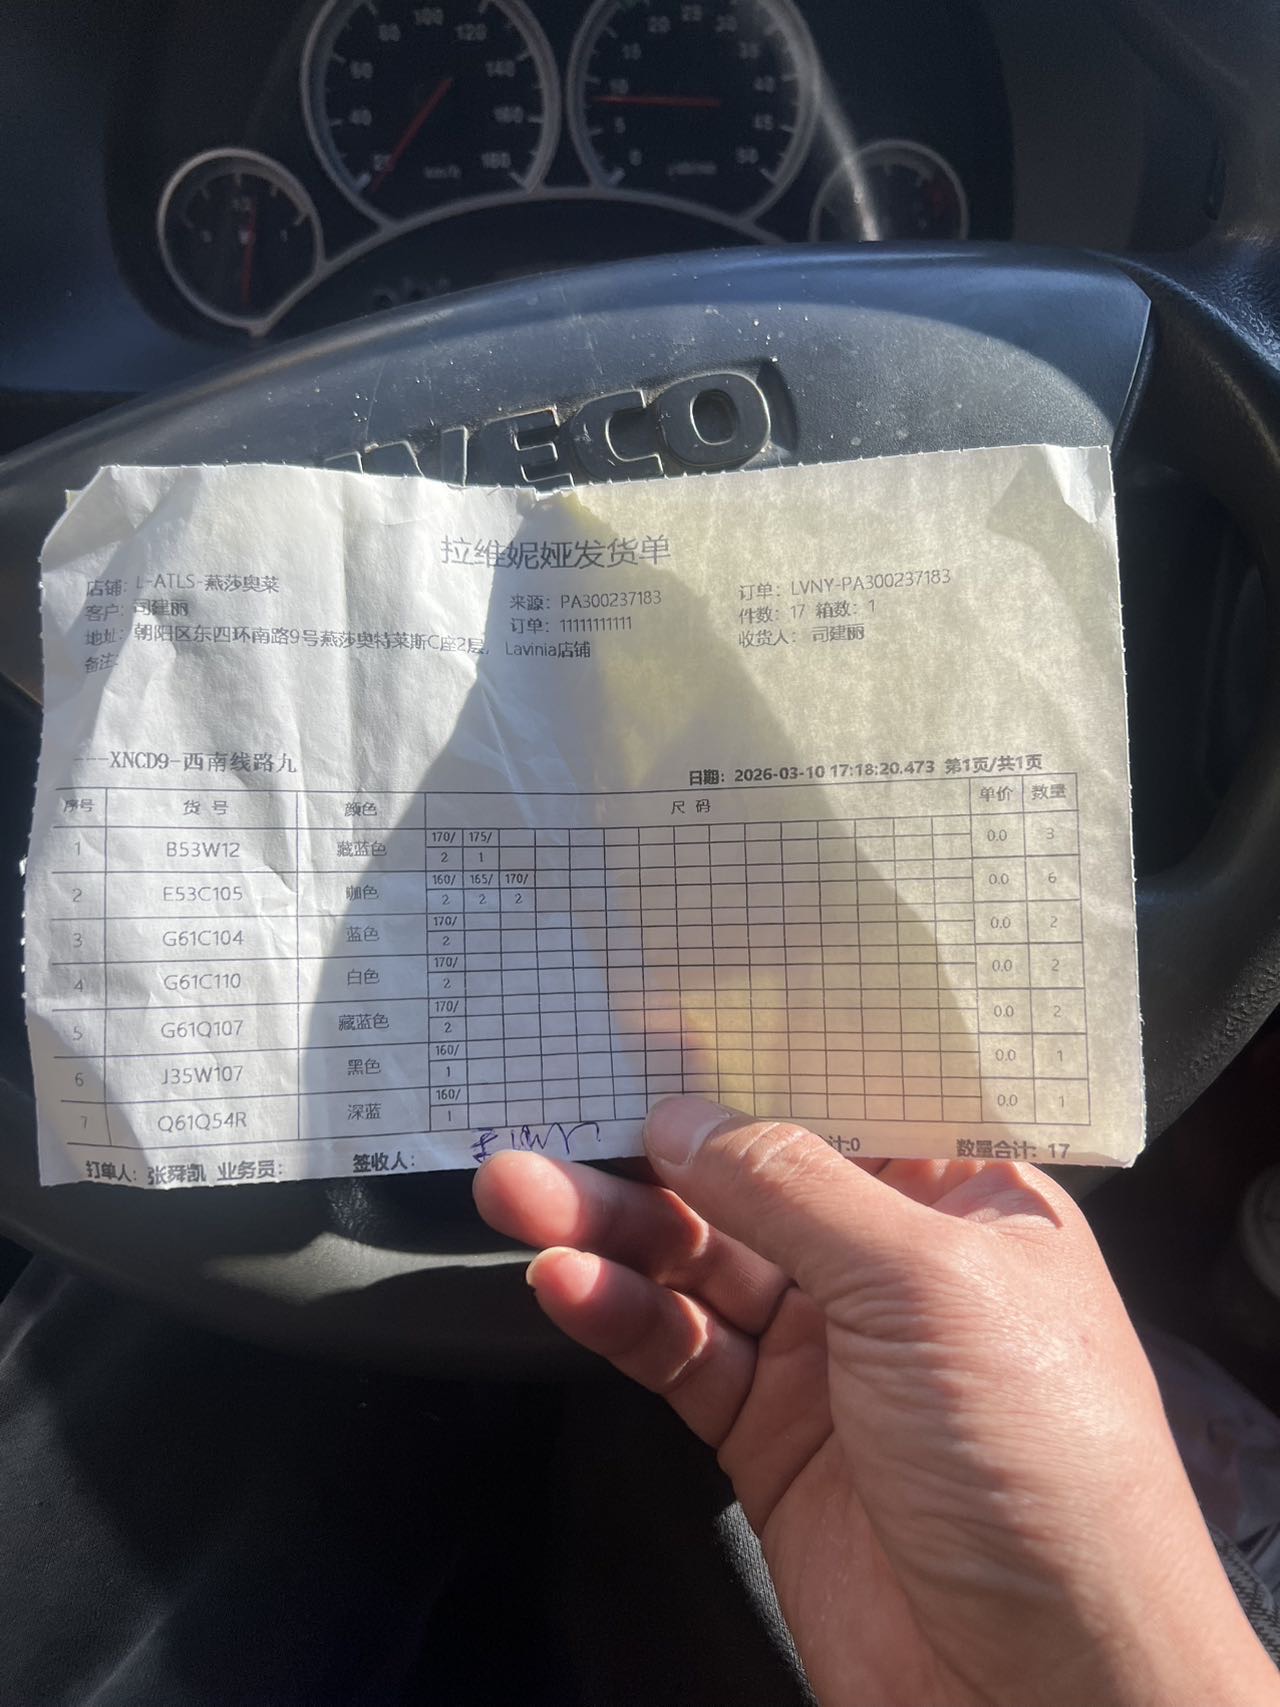 IVECO
拉维妮娅发货单
店铺：L-ATLS-燕莎奥莱
来源：PA300237183
订单：LVNY-PA300237183
客户：司建丽
订单：11111111111
件数：17 箱数：1
地址：朝阳区东四环南路9号燕莎奥特莱斯C座2层，Lavinia店铺
收货人：司建丽
备注：
---XNCD9-西南线路九
日期：2026-03-10 17:18:20.473 第1页/共1页
序号 货号 颜色 尺码 单价 数量
1 B53W12 藏蓝色 170/ 175/ 0.0 3
2 1
2 E53C105 咖色 160/ 165/ 170/ 0.0 6
2 2 2
3 G61C104 蓝色 170/ 0.0 2
2
4 G61C110 白色 170/ 0.0 2
2
5 G61Q107 藏蓝色 170/ 0.0 2
2
6 J35W107 黑色 160/ 0.0 1
1
7 Q61Q54R 深蓝 160/ 0.0 1
1
打单人：张舜凯 业务员： 签收人： 计:0 数量合计：17